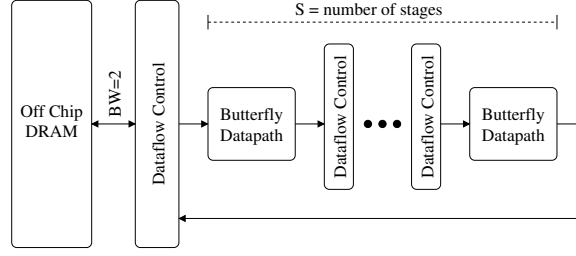 S = number of stages
Off Chip
DRAM
BW=2
Dataflow Control
Butterfly
Datapath
Dataflow Control
Dataflow Control
Butterfly
Datapath